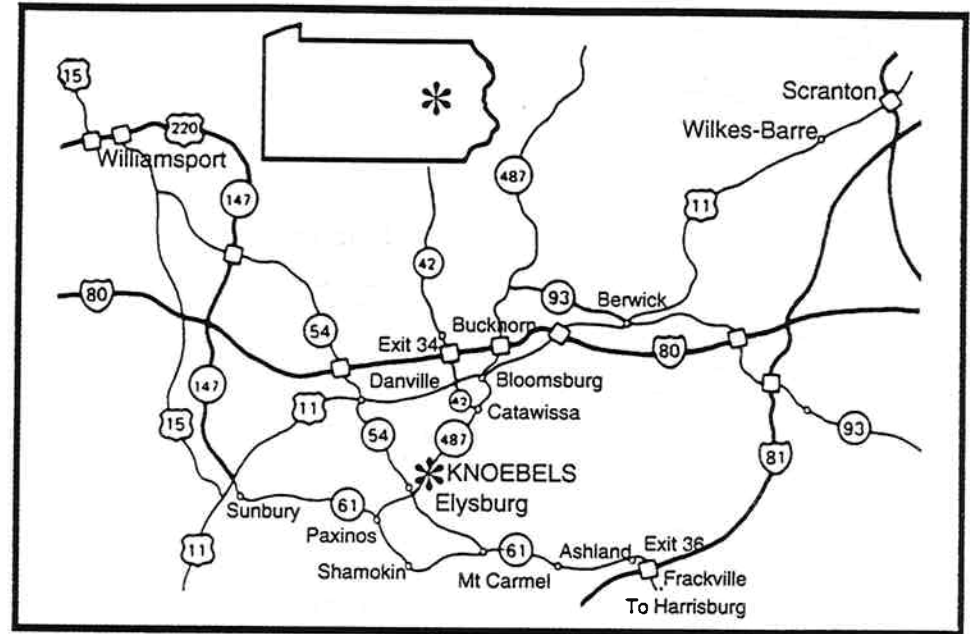 15
220
Williamsport
147
487
Scranton
Wilkes-Barre
11
42
80
93
Berwick
54
Exit 34
Buckhorn
80
Danville
Bloomsburg
147
11
42
Catawissa
15
54
487
93
KNOEBELS
81
Elysburg
Sunbury
61
Paxinos
11
Shamokin
61
Ashland
Exit 36
Mt Carmel
Frackville
To Harrisburg